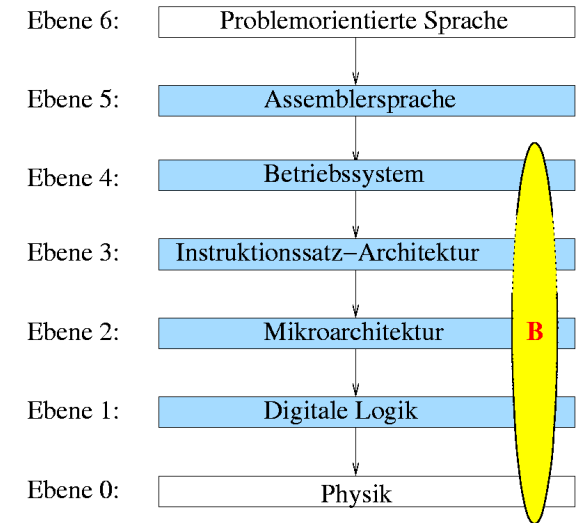 Ebene 6: Problemorientierte Sprache
Ebene 5: Assemblersprache
Ebene 4: Betriebssystem
Ebene 3: Instruktionssatz−Architektur
Ebene 2: Mikroarchitektur B
Ebene 1: Digitale Logik
Ebene 0: Physik